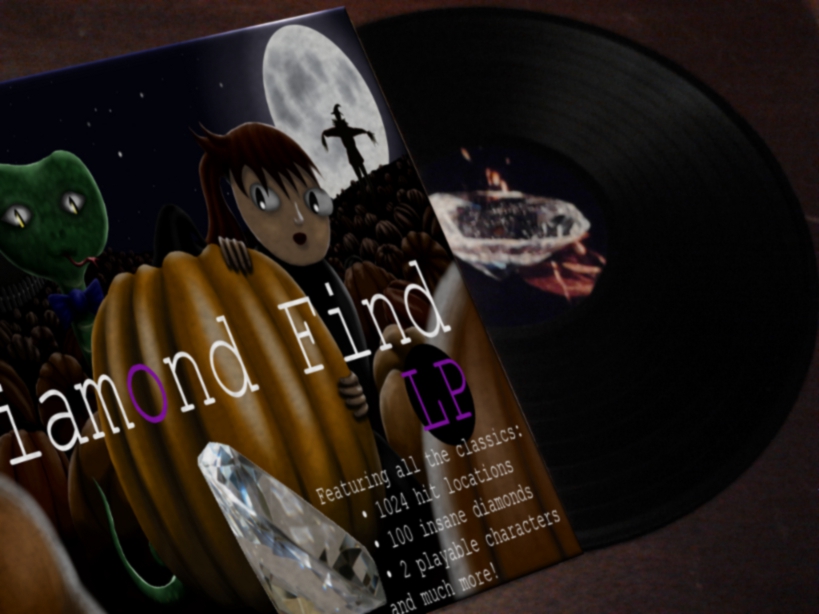 iamond Find
LP
Featuring all the classics:
• 1024 hit locations
• 100 insane diamonds
• 2 playable characters
and much more!